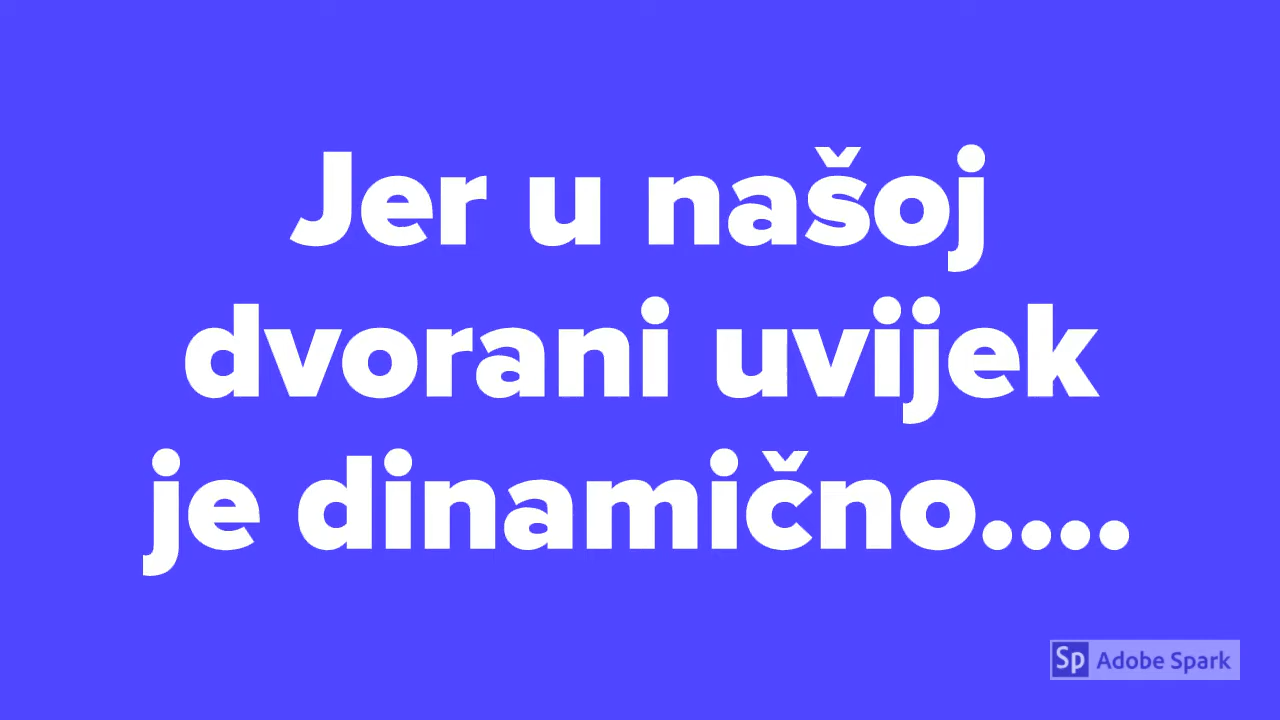 Jer u našoj
dvorani uvijek
je dinamično....
Sp Adobe Spark